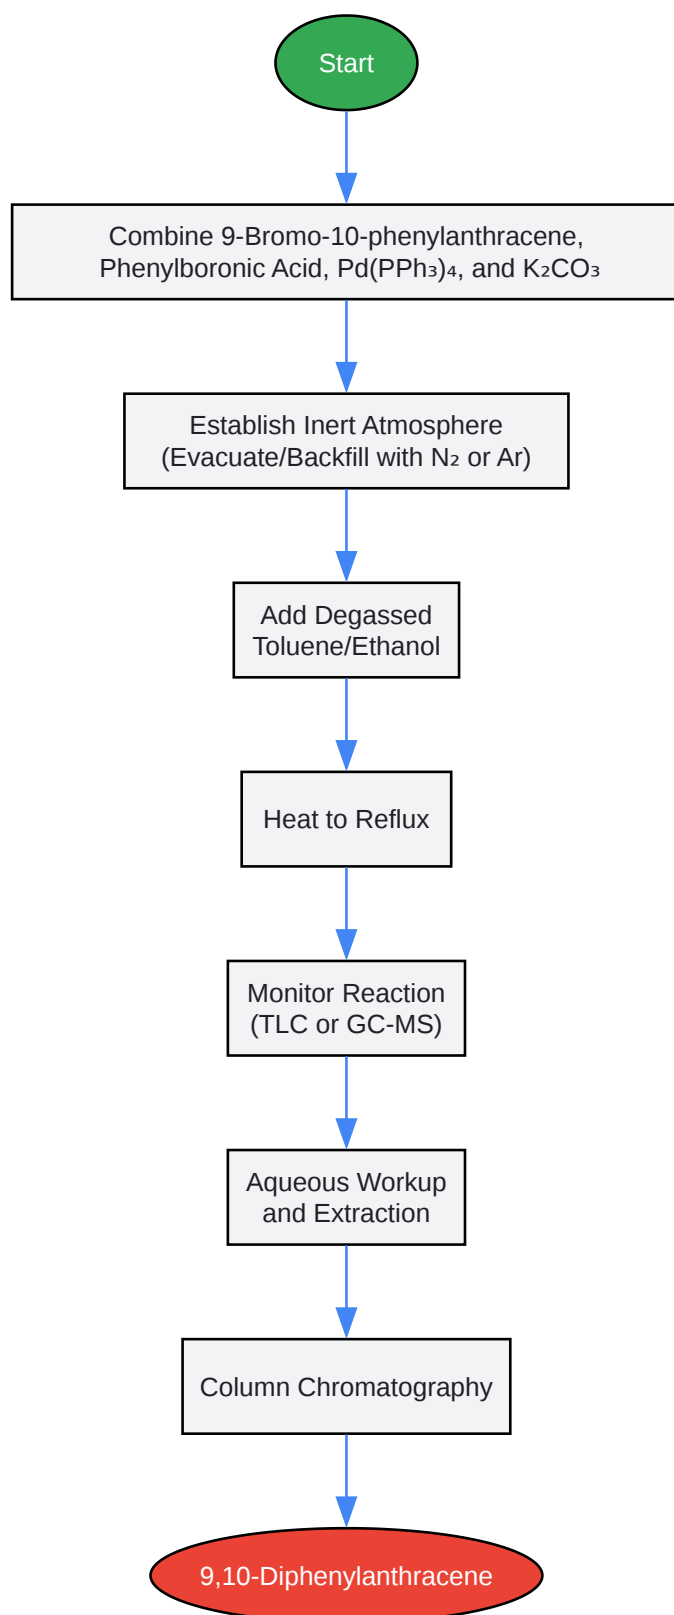 Start
Combine 9-Bromo-10-phenylanthracene,
Phenylboronic Acid, Pd(PPh₃)₄, and K₂CO₃
Establish Inert Atmosphere
(Evacuate/Backfill with N₂ or Ar)
Add Degassed
Toluene/Ethanol
Heat to Reflux
Monitor Reaction
(TLC or GC-MS)
Aqueous Workup
and Extraction
Column Chromatography
9,10-Diphenylanthracene